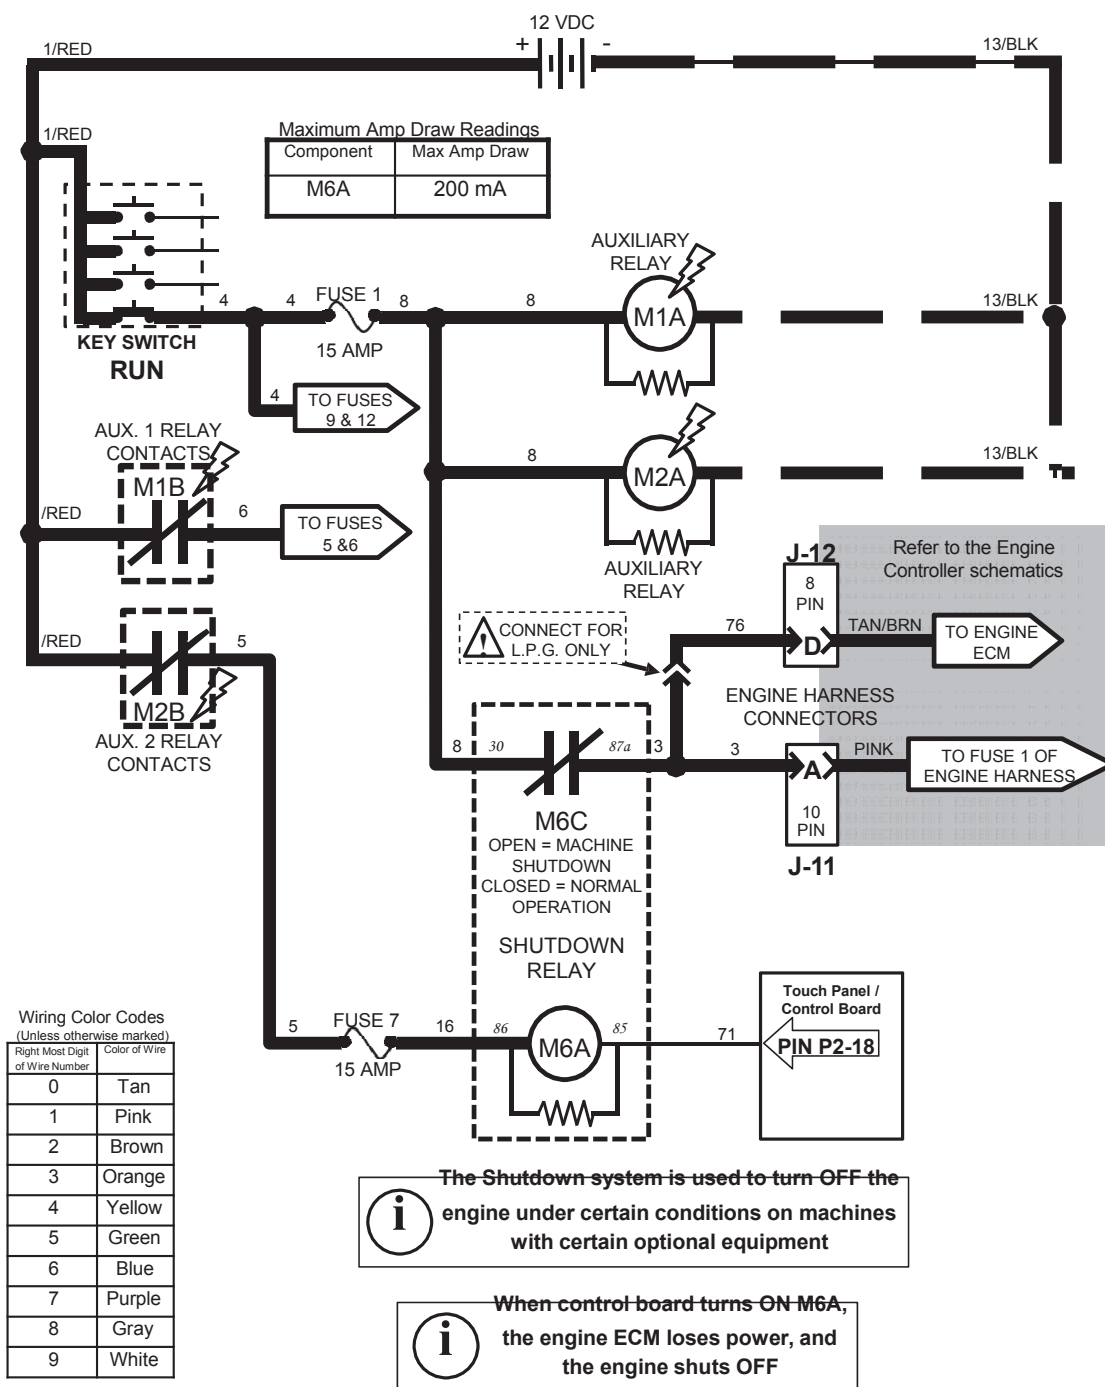 12 VDC
+ -
1/RED
13/BLK
1/RED
Maximum Amp Draw Readings
Component Max Amp Draw
M6A 200 mA
AUXILIARY
RELAY
M1A
4 4 FUSE 1 8 8
13/BLK
15 AMP
KEY SWITCH
RUN
4
TO FUSES
9 & 12
AUX. 1 RELAY
CONTACTS
M1B
/RED
6
TO FUSES
5 &6
8
M2A
13/BLK
AUXILIARY
RELAY
/RED
5
M2B
AUX. 2 RELAY
CONTACTS
J-12
8
PIN
D
Refer to the Engine
Controller schematics
76
TAN/BRN
TO ENGINE
ECM
CONNECT FOR
L.P.G. ONLY
ENGINE HARNESS
CONNECTORS
8 30 87a 3 3
A
PINK
TO FUSE 1 OF
ENGINE HARNESS
10
PIN
J-11
M6C
OPEN = MACHINE
SHUTDOWN
CLOSED = NORMAL
OPERATION
SHUTDOWN
RELAY
5 FUSE 7 16 86 M6A 85 71
15 AMP
Touch Panel /
Control Board
PIN P2-18
Wiring Color Codes
(Unless otherwise marked)
Right Most Digit
of Wire Number
Color of Wire
0 Tan
1 Pink
2 Brown
3 Orange
4 Yellow
5 Green
6 Blue
7 Purple
8 Gray
9 White
i
The Shutdown system is used to turn OFF the
engine under certain conditions on machines
with certain optional equipment
i
When control board turns ON M6A,
the engine ECM loses power, and
the engine shuts OFF